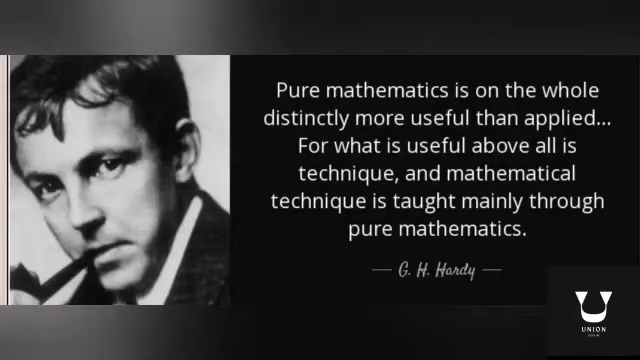 Pure mathematics is on the whole
distinctly more useful than applied...
For what is useful above all is
technique, and mathematical
technique is taught mainly through
pure mathematics.
— G. H. Hardy —
UNION